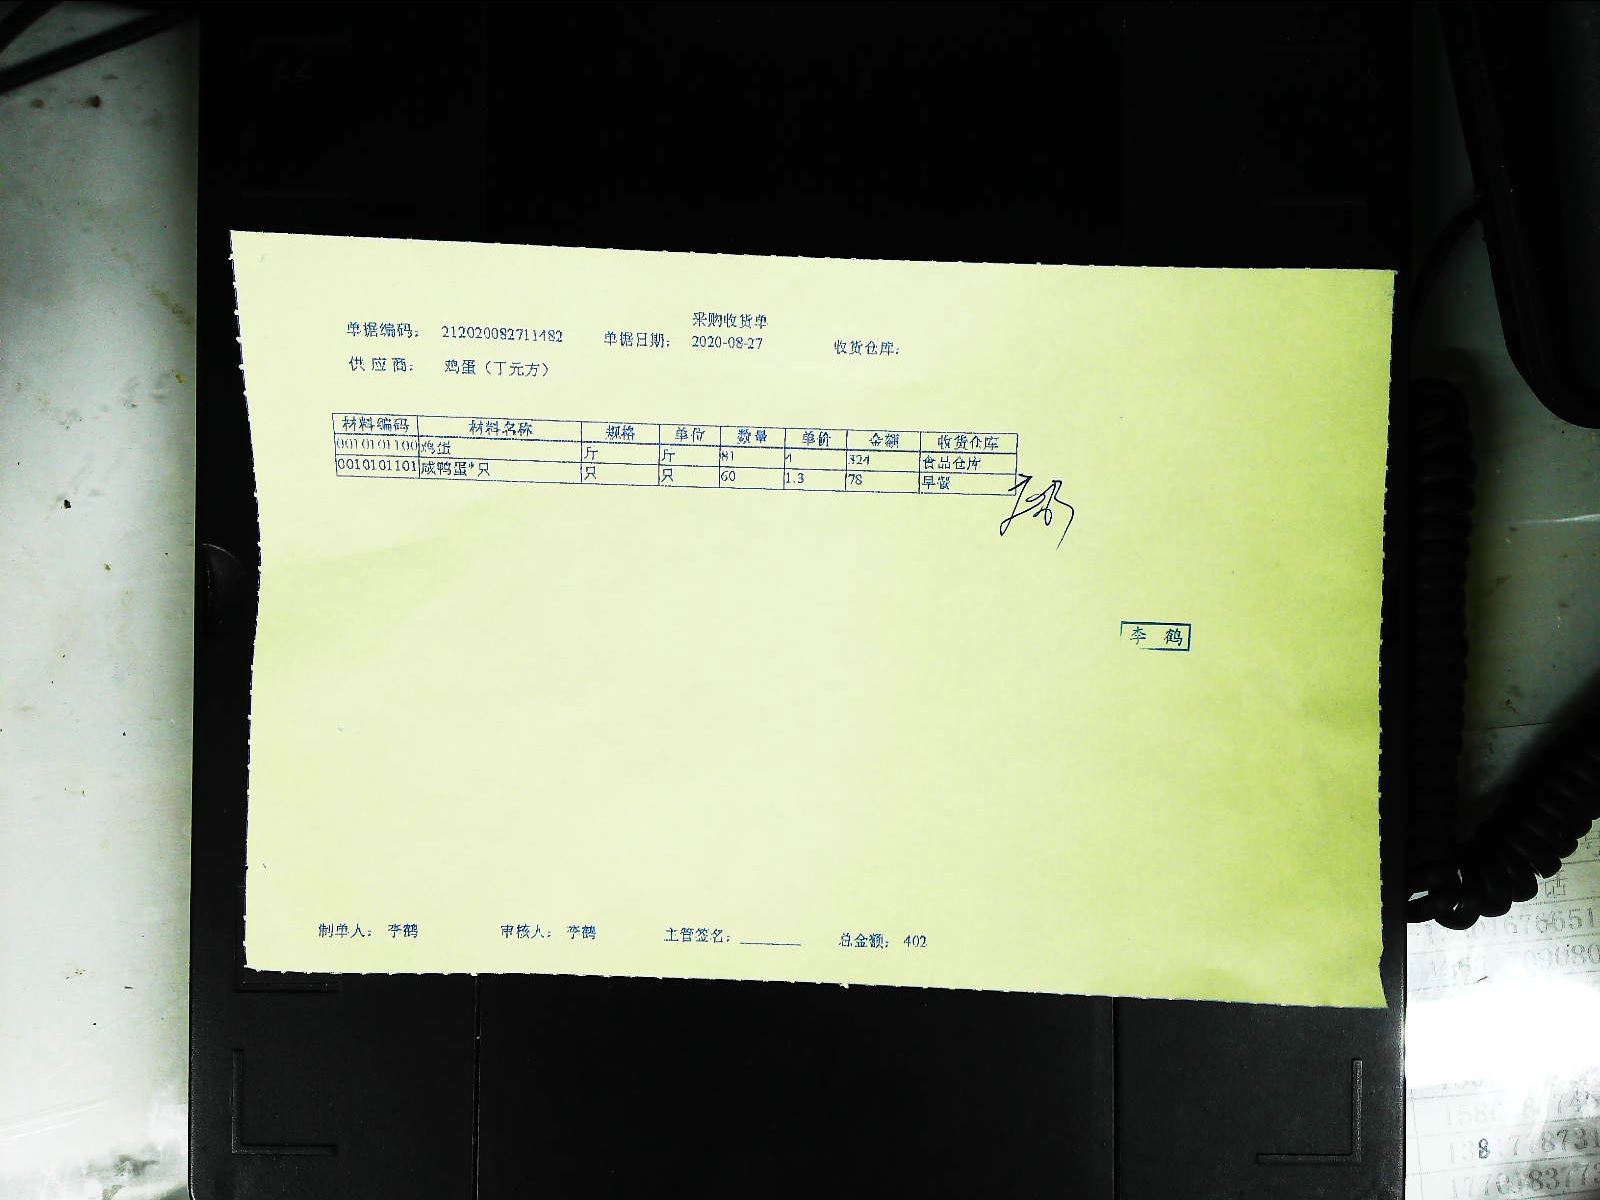 采购收货单
单据编码： 212020082711482 单据日期： 2020-08-27 收货仓库：
供 应 商： 鸡蛋（丁元方）
材料编码 材料名称 规格 单位 数量 单价 金额 收货仓库
0010101100 鸡蛋 斤 斤 81 4 324 食品仓库
0010101101 咸鸭蛋*只 只 只 60 1.3 78 早餐
李 鹤
制单人： 李鹤 审核人： 李鹤 主管签名：______ 总金额： 402